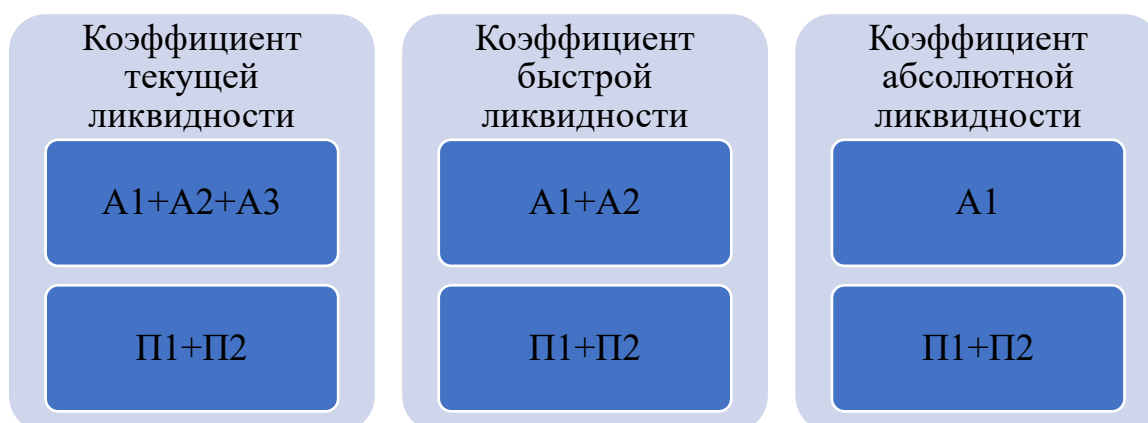 Коэффициент
текущей
ликвидности
А1+А2+А3
П1+П2
Коэффициент
быстрой
ликвидности
А1+А2
П1+П2
Коэффициент
абсолютной
ликвидности
А1
П1+П2